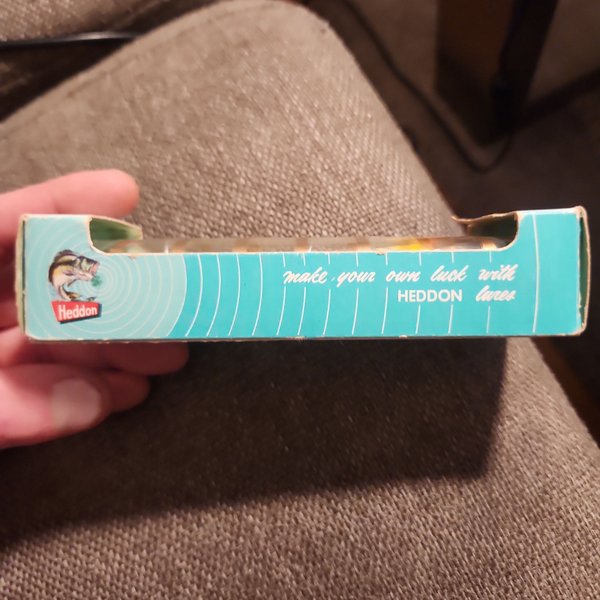 Heddon
make your own luck with
HEDDON lures